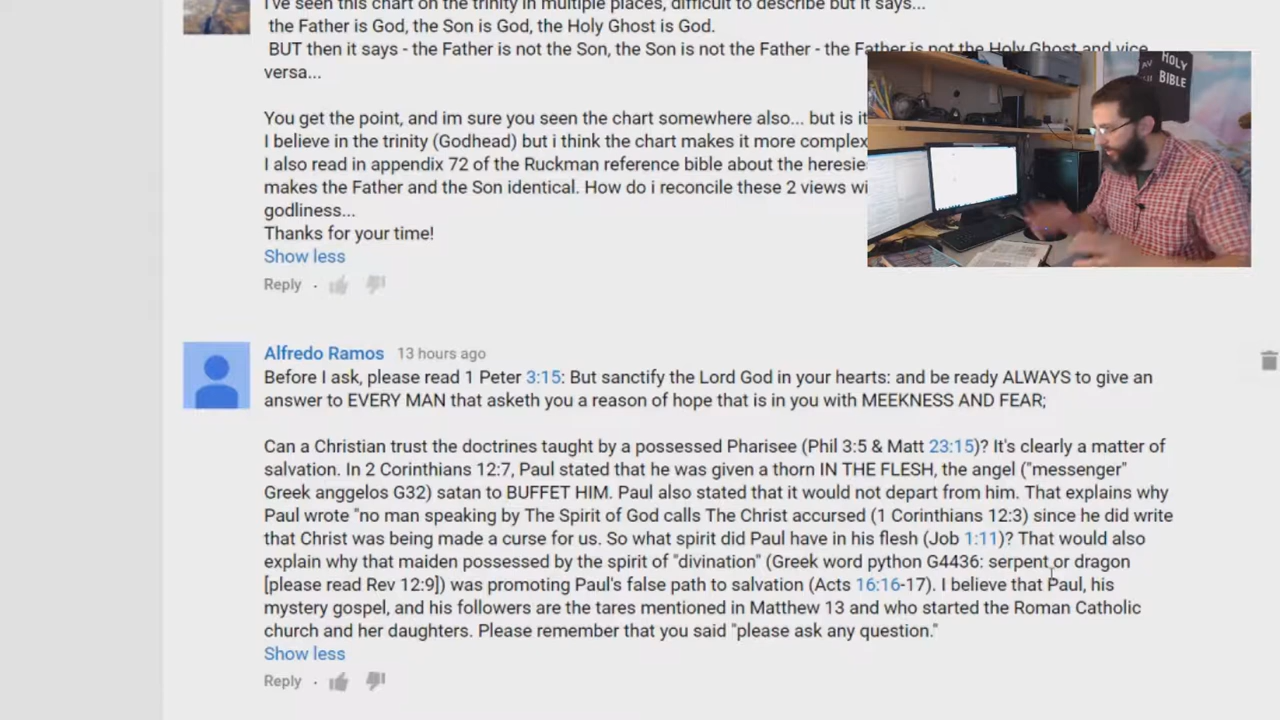 I've seen this chart on the trinity in multiple places, difficult to describe but it says...
the Father is God, the Son is God, the Holy Ghost is God.
BUT then it says - the Father is not the Son, the Son is not the Father - the Father is not the Holy Ghost and vice
versa...
You get the point, and im sure you seen the chart somewhere also... but is it
I believe in the trinity (Godhead) but i think the chart makes it more complex
I also read in appendix 72 of the Ruckman reference bible about the heresie
makes the Father and the Son identical. How do i reconcile these 2 views wi
godliness...
Thanks for your time!
Show less
Reply
AV
HOLY
BIBLE
Alfredo Ramos 13 hours ago
Before I ask, please read 1 Peter 3:15: But sanctify the Lord God in your hearts: and be ready ALWAYS to give an
answer to EVERY MAN that asketh you a reason of hope that is in you with MEEKNESS AND FEAR;
Can a Christian trust the doctrines taught by a possessed Pharisee (Phil 3:5 & Matt 23:15)? It's clearly a matter of
salvation. In 2 Corinthians 12:7, Paul stated that he was given a thorn IN THE FLESH, the angel ("messenger"
Greek anggelos G32) satan to BUFFET HIM. Paul also stated that it would not depart from him. That explains why
Paul wrote "no man speaking by The Spirit of God calls The Christ accursed (1 Corinthians 12:3) since he did write
that Christ was being made a curse for us. So what spirit did Paul have in his flesh (Job 1:11)? That would also
explain why that maiden possessed by the spirit of "divination" (Greek word python G4436: serpent or dragon
[please read Rev 12:9]) was promoting Paul's false path to salvation (Acts 16:16-17). I believe that Paul, his
mystery gospel, and his followers are the tares mentioned in Matthew 13 and who started the Roman Catholic
church and her daughters. Please remember that you said "please ask any question."
Show less
Reply